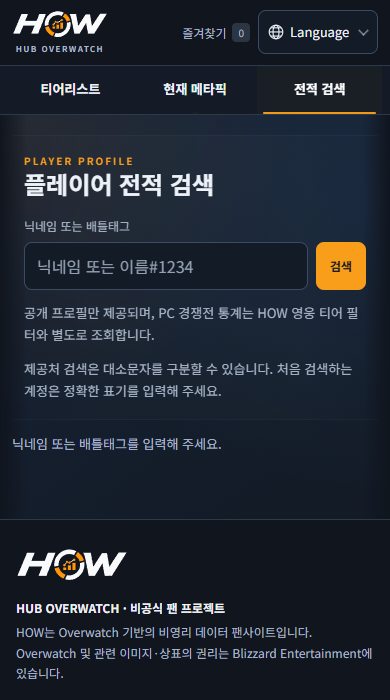 HOW
HUB OVERWATCH
즐겨찾기 0
Language
티어리스트
현재 메타픽
전적 검색
PLAYER PROFILE
플레이어 전적 검색
닉네임 또는 배틀태그
닉네임 또는 이름#1234
검색
공개 프로필만 제공되며, PC 경쟁전 통계는 HOW 영웅 티어 필
터와 별도로 조회합니다.
제공처 검색은 대소문자를 구분할 수 있습니다. 처음 검색하는
계정은 정확한 표기를 입력해 주세요.
닉네임 또는 배틀태그를 입력해 주세요.
HOW
HUB OVERWATCH · 비공식 팬 프로젝트
HOW는 Overwatch 기반의 비영리 데이터 팬사이트입니다.
Overwatch 및 관련 이미지·상표의 권리는 Blizzard Entertainment에
있습니다.